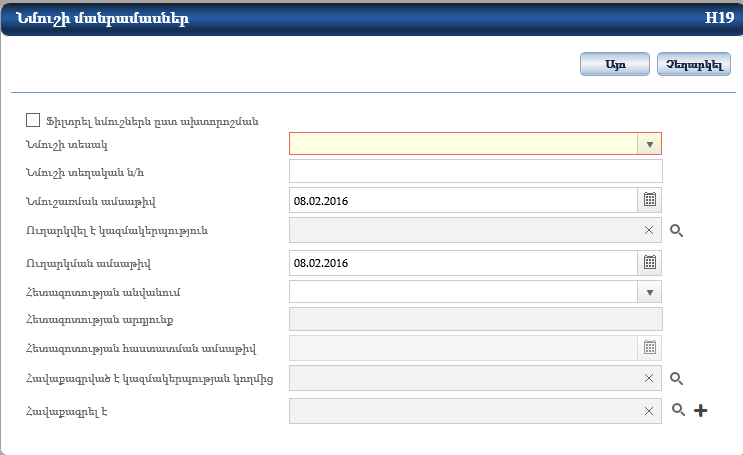 Նմուշի մանրամասներ H19
Այո Չեղարկել
Ֆիլտրել նմուշներն ըստ ախտորոշման
Նմուշի տեսակ
Նմուշի տեղական ն/հ
Նմուշառման ամսաթիվ 08.02.2016
Ուղարկվել է կազմակերպություն
Ուղարկման ամսաթիվ 08.02.2016
Հետազոտության անվանում
Հետազոտության արդյունք
Հետազոտության հաստատման ամսաթիվ
Հավաքագրված է կազմակերպության կողմից
Հավաքագրել է